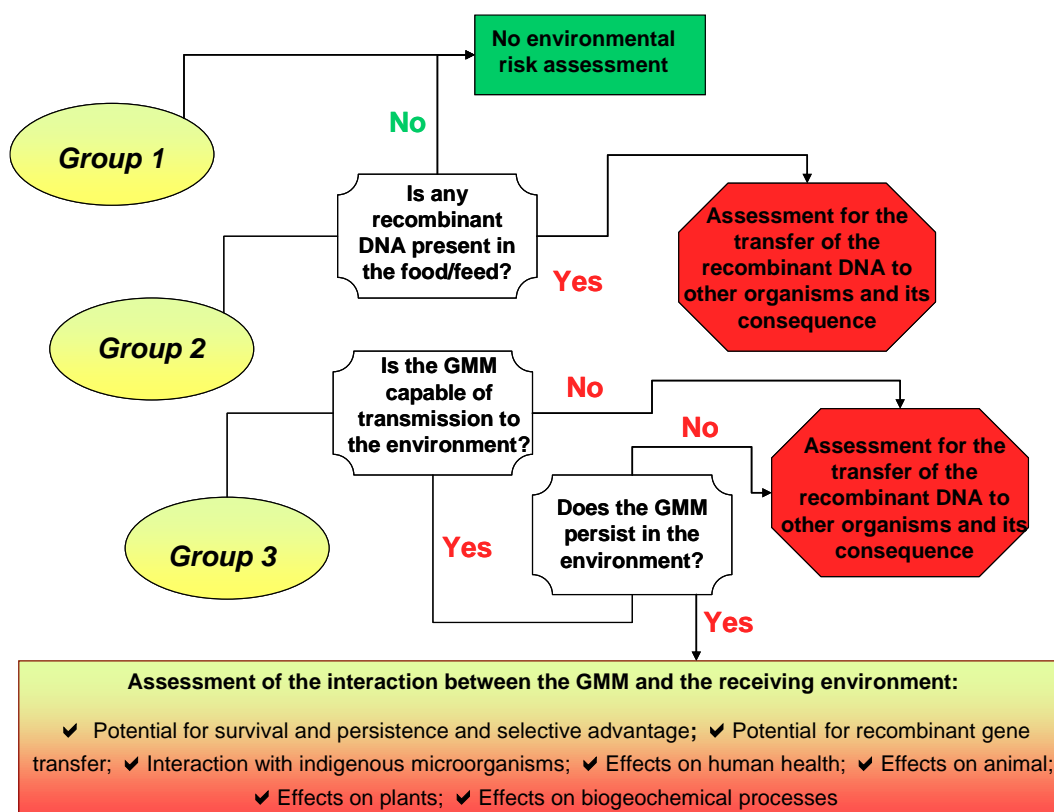 No environmental
risk assessment
No
Group 1
Is any
recombinant
DNA present in
the food/feed?
Yes
Assessment for the
transfer of the
recombinant DNA to
other organisms and its
consequence
Group 2
Is the GMM
capable of
transmission to
the environment?
No
No
Assessment for the
transfer of the
recombinant DNA to
other organisms and its
consequence
Group 3
Yes
Does the GMM
persist in the
environment?
Yes
Assessment of the interaction between the GMM and the receiving environment:
✔ Potential for survival and persistence and selective advantage; ✔ Potential for recombinant gene
transfer; ✔ Interaction with indigenous microorganisms; ✔ Effects on human health; ✔ Effects on animal;
✔ Effects on plants; ✔ Effects on biogeochemical processes